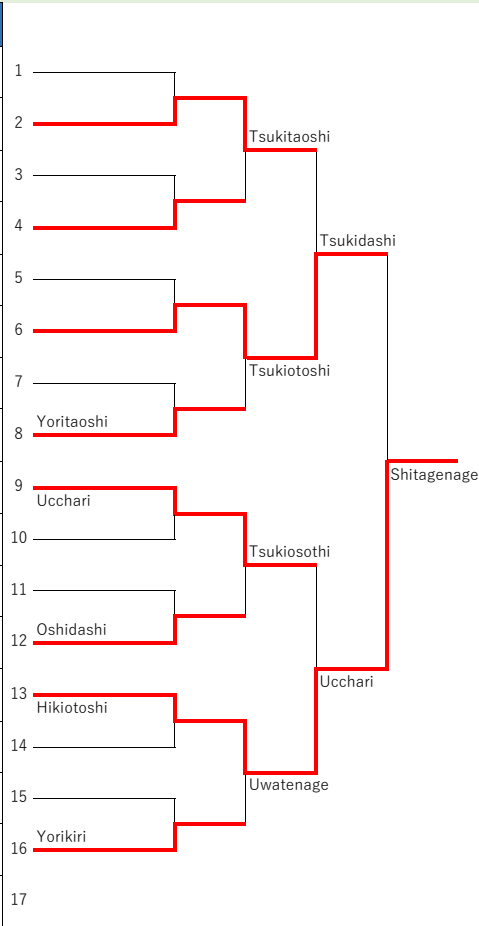 1
2
Tsukitaoshi
3
4
Tsukidashi
5
6
Tsukiotoshi
7
Yoritaoshi
8
Shitagenage
9
Ucchari
10
Tsukiosothi
11
Oshidashi
12
Ucchari
13
Hikiotoshi
14
Uwatenage
15
Yorikiri
16
17